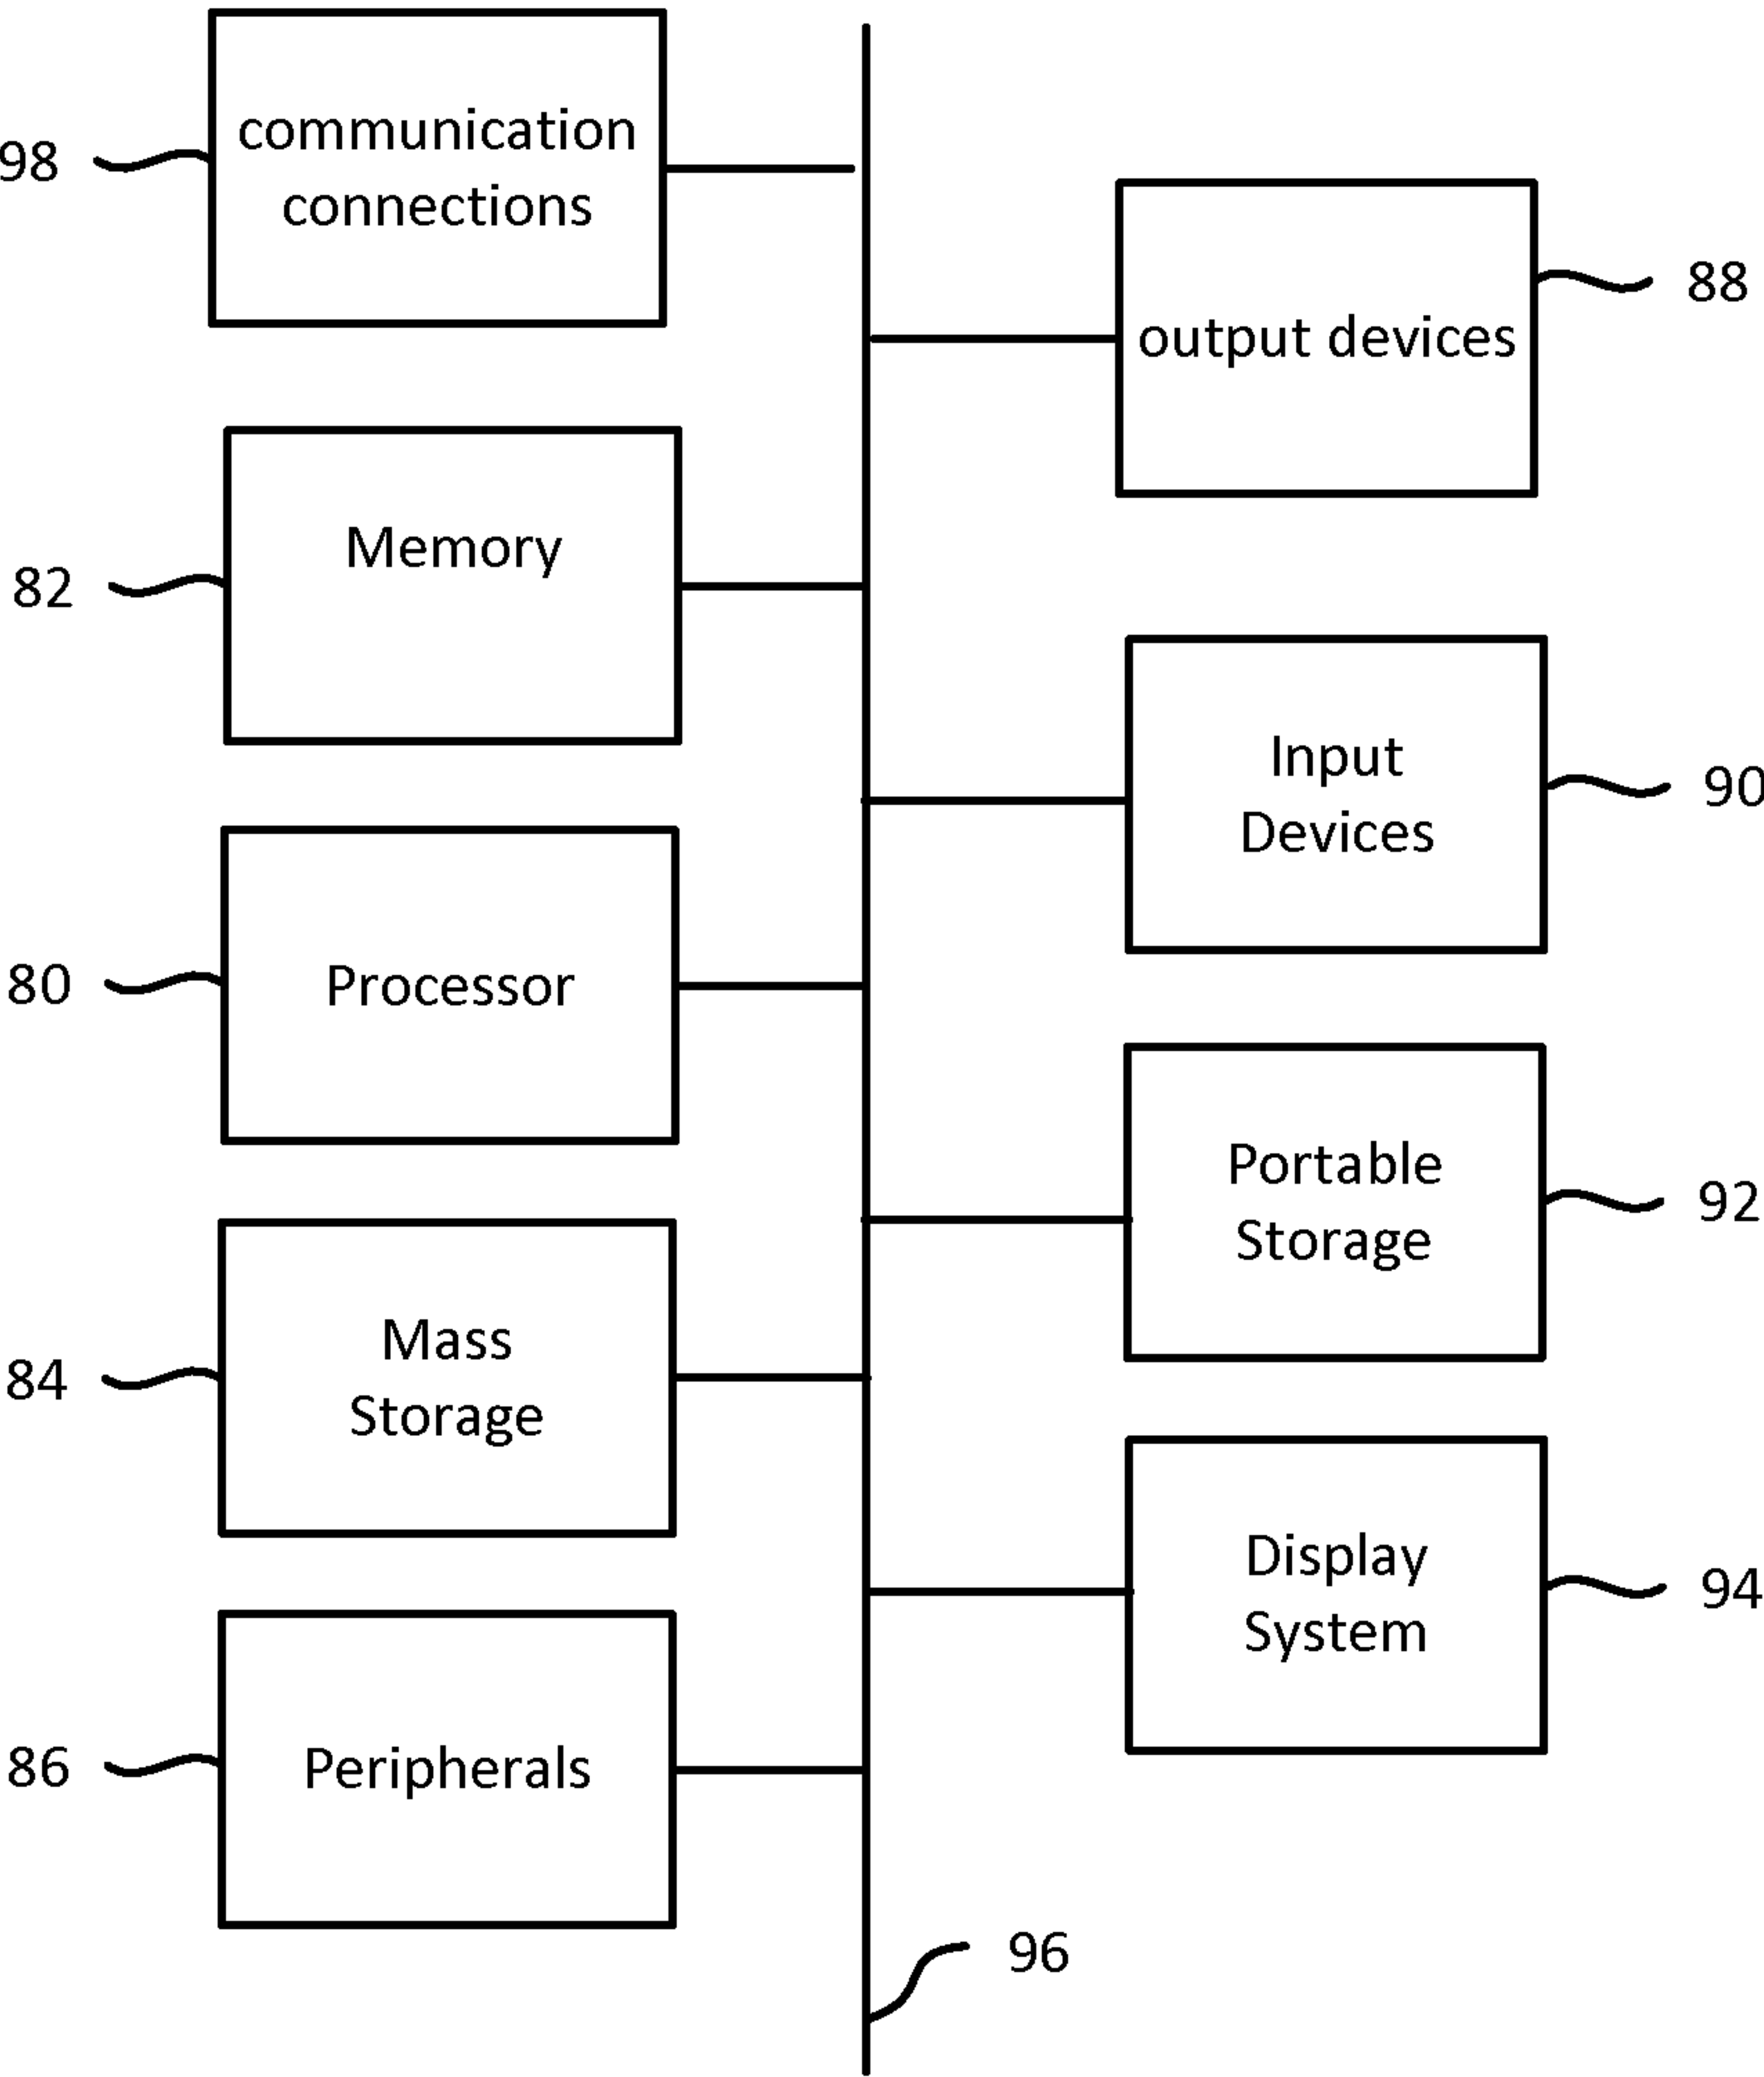 communication
connections
98
88
output devices
Memory
82
Input
Devices
90
80
Processor
Portable
Storage
92
Mass
Storage
84
Display
System
94
86
Peripherals
96